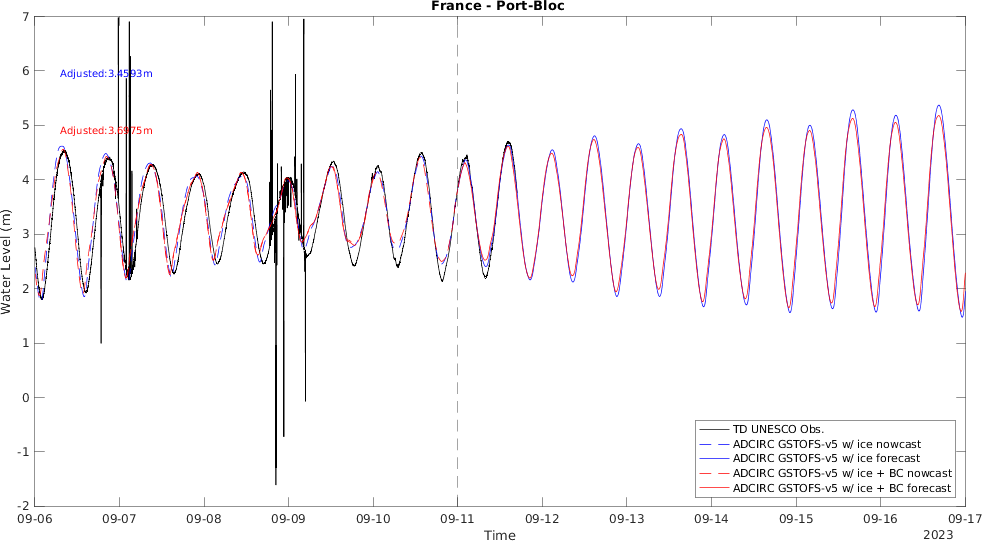 France - Port-Bloc
7
6
5
4
3
2
1
0
-1
-2
Water Level (m)
Adjusted:3.4593m
Adjusted:3.6975m
TD UNESCO Obs.
ADCIRC GSTOFS-v5 w/ ice nowcast
ADCIRC GSTOFS-v5 w/ ice forecast
ADCIRC GSTOFS-v5 w/ ice + BC nowcast
ADCIRC GSTOFS-v5 w/ ice + BC forecast
09-06 09-07 09-08 09-09 09-10 09-11 09-12 09-13 09-14 09-15 09-16 09-17
Time
2023